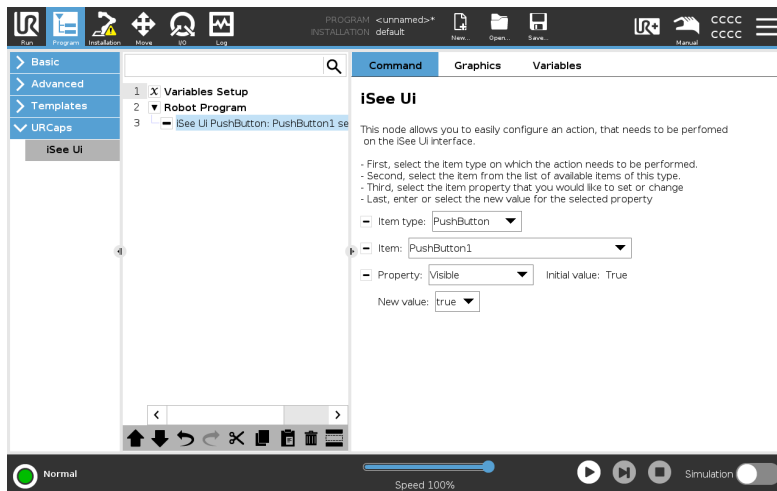 PROGRAM <unnamed>*
INSTALLATION default
Run Program Installation Move I/O Log New... Open... Save... UR+ Manual CCCC
CCCC
Basic
Advanced
Templates
URCaps
iSee Ui
1 X Variables Setup
2 Robot Program
3 iSee Ui PushButton: PushButton1 se
Command Graphics Variables
iSee Ui
This node allows you to easily configure an action, that needs to be perfomed
on the iSee Ui interface.
- First, select the item type on which the action needs to be performed.
- Second, select the item from the list of available items of this type.
- Third, select the item property that you would like to set or change
- Last, enter or select the new value for the selected property
Item type: PushButton
Item: PushButton1
Property: Visible Initial value: True
New value: true
Normal
Speed 100%
Simulation